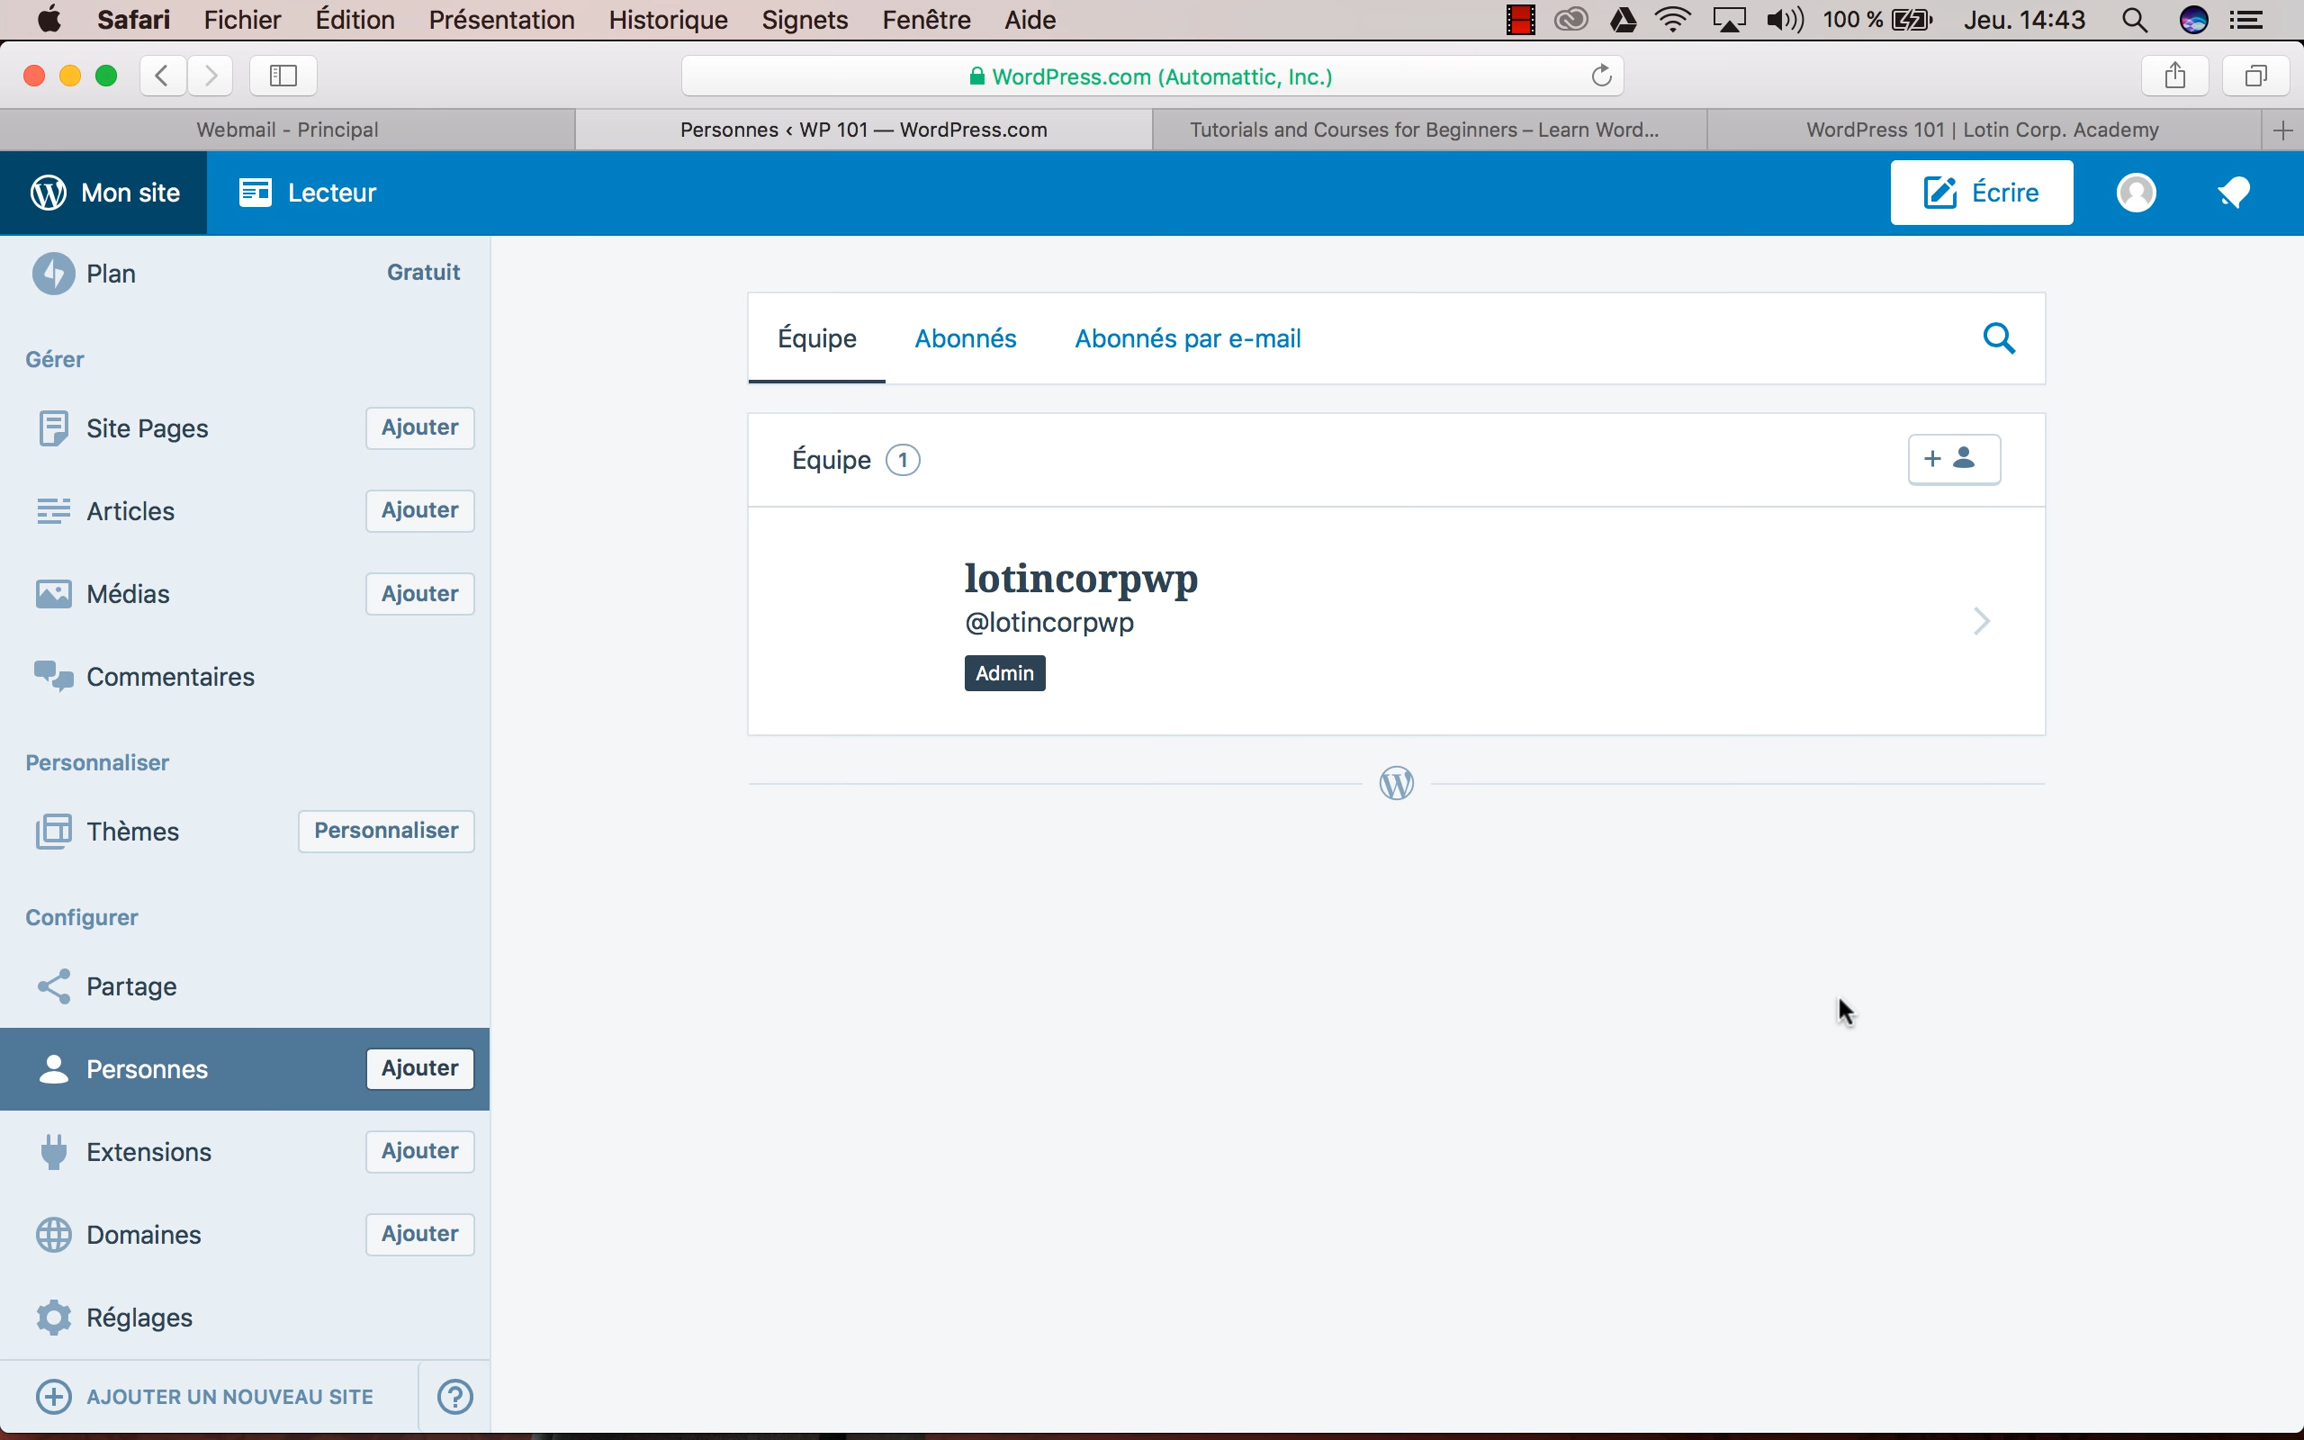 Safari Fichier Édition Présentation Historique Signets Fenêtre Aide 100 % Jeu. 14:43
WordPress.com (Automattic, Inc.)
Webmail - Principal Personnes ‹ WP 101 — WordPress.com Tutorials and Courses for Beginners – Learn Word... WordPress 101 | Lotin Corp. Academy
Mon site Lecteur Écrire
Plan Gratuit
Gérer
Site Pages Ajouter
Articles Ajouter
Médias Ajouter
Commentaires
Personnaliser
Thèmes Personnaliser
Configurer
Partage
Personnes Ajouter
Extensions Ajouter
Domaines Ajouter
Réglages
AJOUTER UN NOUVEAU SITE
Équipe Abonnés Abonnés par e-mail
Équipe 1
lotincorpwp
@lotincorpwp
Admin